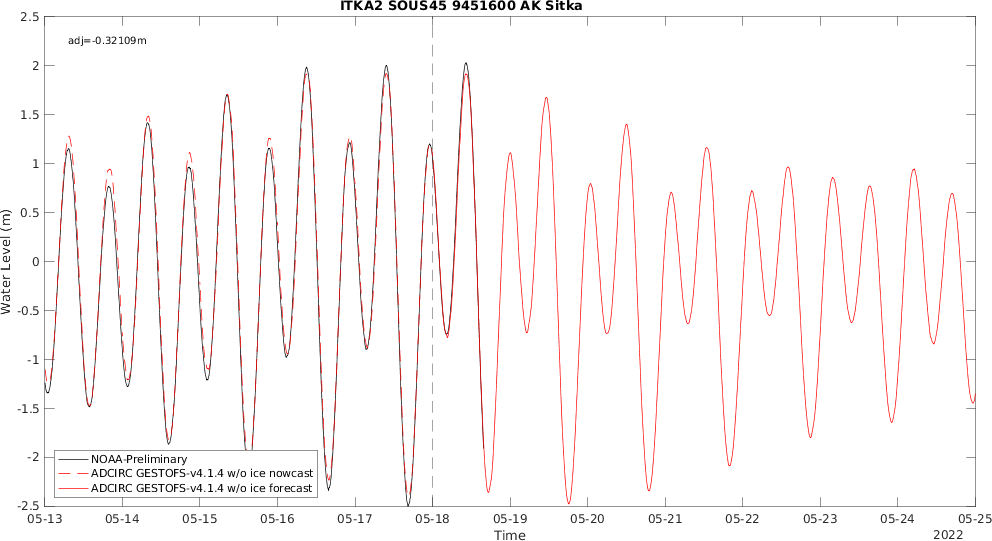 ITKA2 SOUS45 9451600 AK Sitka
adj=-0.32109m
Water Level (m)
2.5
2
1.5
1
0.5
0
-0.5
-1
-1.5
-2
-2.5
NOAA-Preliminary
ADCIRC GESTOFS-v4.1.4 w/o ice nowcast
ADCIRC GESTOFS-v4.1.4 w/o ice forecast
05-13 05-14 05-15 05-16 05-17 05-18 05-19 05-20 05-21 05-22 05-23 05-24 05-25
Time
2022